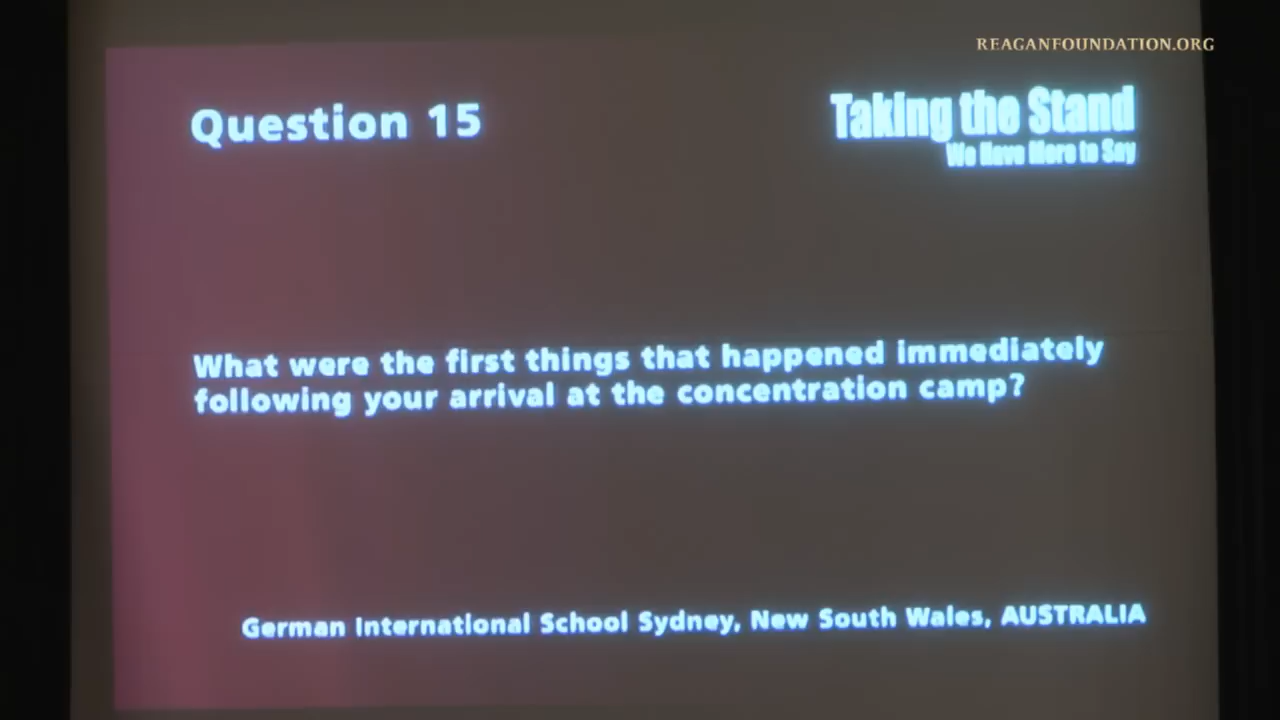 REAGANFOUNDATION.ORG
Question 15
Taking the Stand
We Have More to Say
What were the first things that happened immediately
following your arrival at the concentration camp?
German International School Sydney, New South Wales, AUSTRALIA